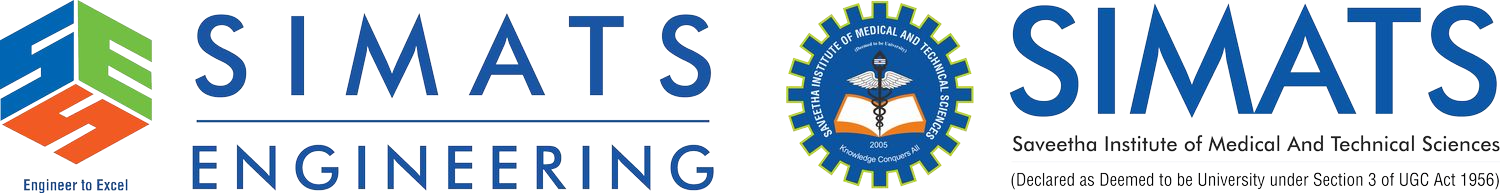 SES
Engineer to Excel
SIMATS
ENGINEERING
SAVEETHA INSTITUTE OF MEDICAL AND TECHNICAL SCIENCES
(Deemed to be University)
2005
Knowledge Conquers All
SIMATS
Saveetha Institute of Medical And Technical Sciences
(Declared as Deemed to be University under Section 3 of UGC Act 1956)